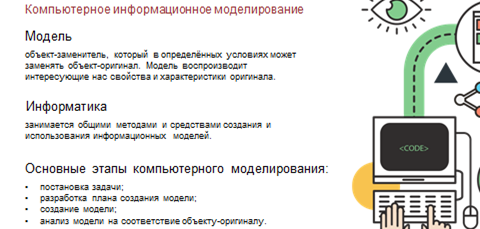 Компьютерное информационное моделирование
Модель
объект-заменитель, который в определённых условиях может
заменять объект-оригинал. Модель воспроизводит
интересующие нас свойства и характеристики оригинала.
Информатика
занимается общими методами и средствами создания и
использования информационных моделей.
Основные этапы компьютерного моделирования:
• постановка задачи;
• разработка плана создания модели;
• создание модели;
• анализ модели на соответствие объекту-оригиналу.
<CODE>